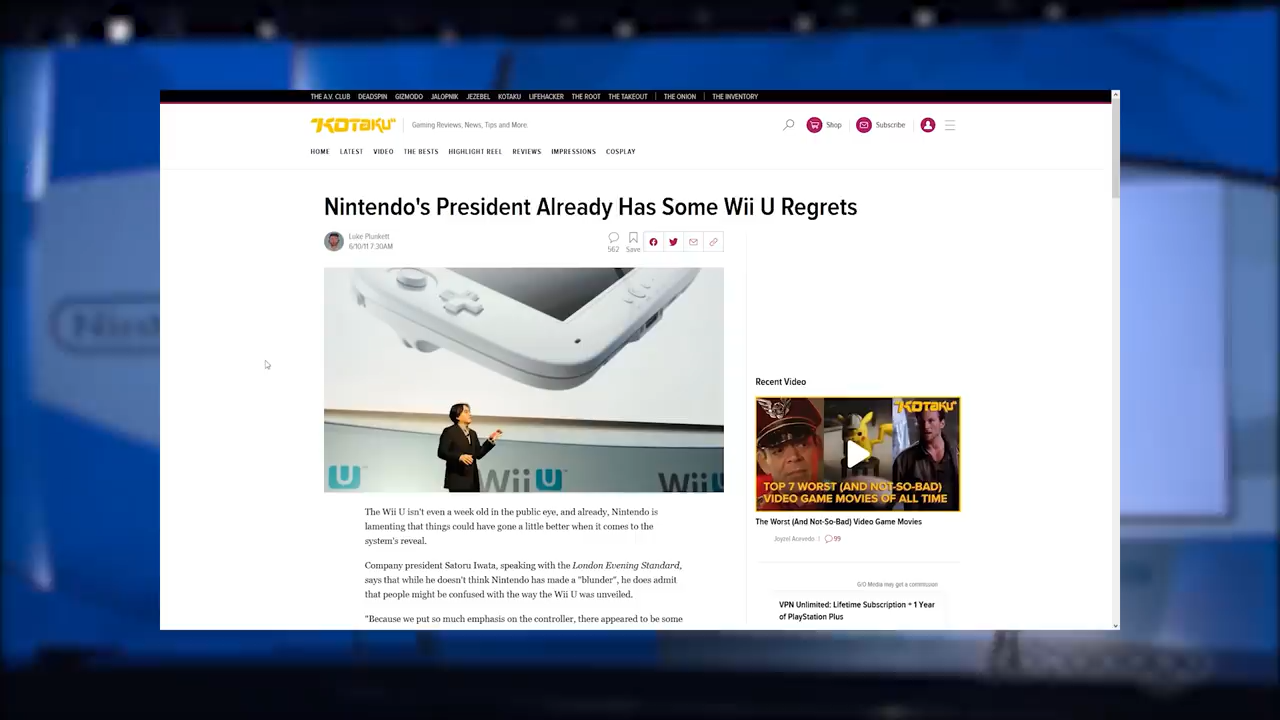 THE A.V. CLUB DEADSPIN GIZMODO JALOPNIK JEZEBEL KOTAKU LIFEHACKER THE ROOT THE TAKEOUT THE ONION THE INVENTORY
KOTAKU Gaming Reviews, News, Tips and More. Shop Subscribe
HOME LATEST VIDEO THE BESTS HIGHLIGHT REEL REVIEWS IMPRESSIONS COSPLAY
Nintendo's President Already Has Some Wii U Regrets
Luke Plunkett
6/10/11 7:30AM
562 Save
U
Wii U
Wii U
The Wii U isn't even a week old in the public eye, and already, Nintendo is
lamenting that things could have gone a little better when it comes to the
system's reveal.
Company president Satoru Iwata, speaking with the London Evening Standard,
says that while he doesn't think Nintendo has made a "blunder", he does admit
that people might be confused with the way the Wii U was unveiled.
"Because we put so much emphasis on the controller, there appeared to be some
Recent Video
KOTAKU
TOP 7 WORST (AND NOT-SO-BAD)
VIDEO GAME MOVIES OF ALL TIME
The Worst (And Not-So-Bad) Video Game Movies
Joyzel Acevedo 99
G/O Media may get a commission
VPN Unlimited: Lifetime Subscription + 1 Year
of PlayStation Plus